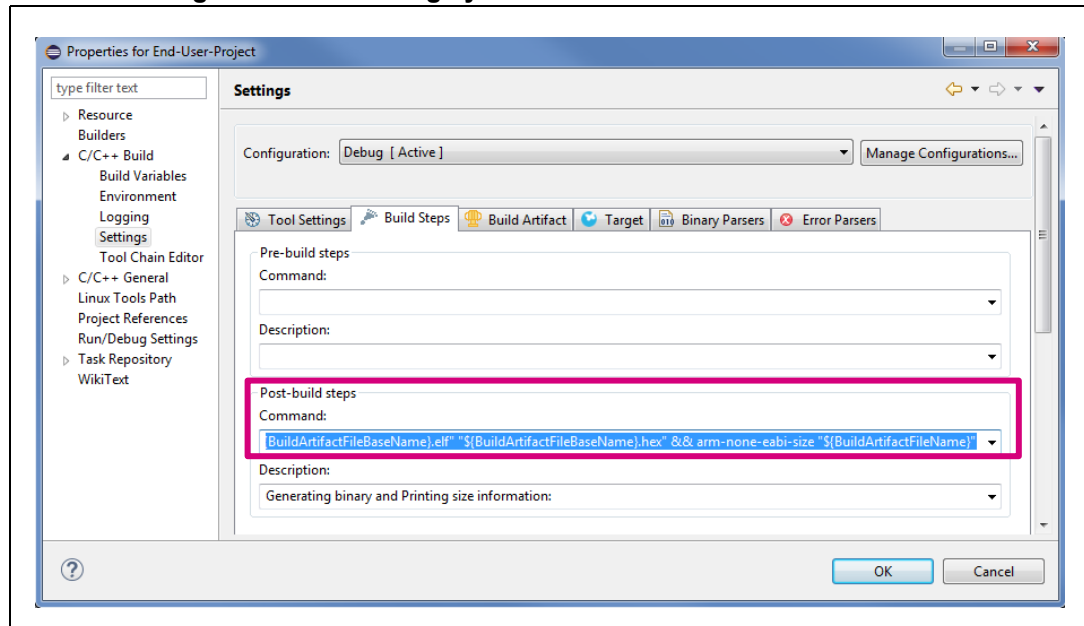 Properties for End-User-Project
type filter text
Settings
Resource
Builders
C/C++ Build
Build Variables
Environment
Logging
Settings
Tool Chain Editor
C/C++ General
Linux Tools Path
Project References
Run/Debug Settings
Task Repository
WikiText
Configuration: Debug [ Active ] Manage Configurations...
Tool Settings Build Steps Build Artifact Target Binary Parsers Error Parsers
Pre-build steps
Command:
Description:
Post-build steps
Command:
BuildArtifactFileBaseName}.elf" "${BuildArtifactFileBaseName}.hex" && arm-none-eabi-size "${BuildArtifactFileName}"
Description:
Generating binary and Printing size information:
OK Cancel